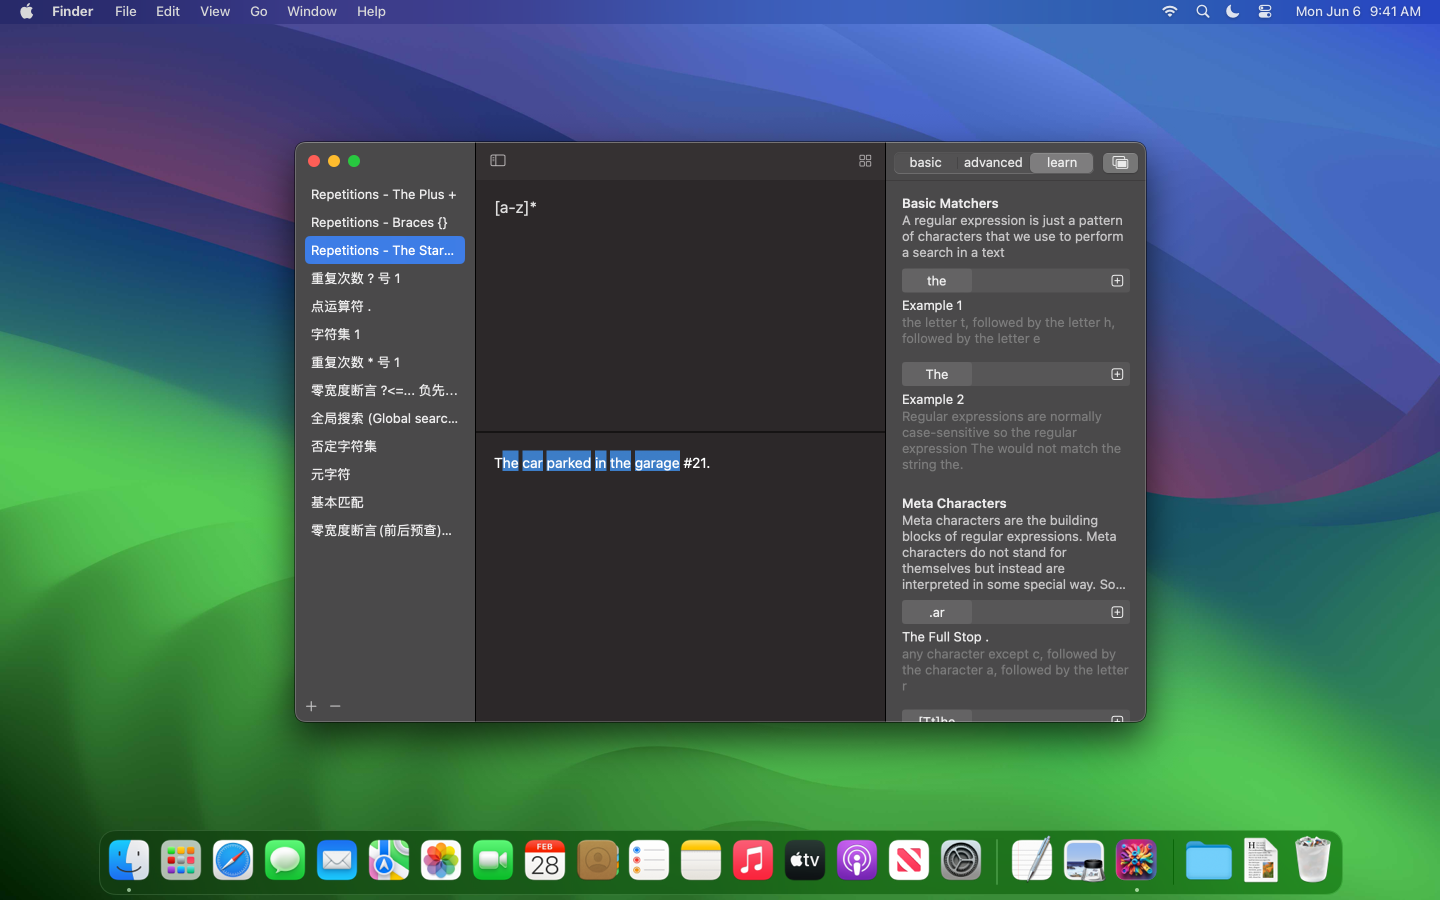 Finder File Edit View Go Window Help Mon Jun 6 9:41 AM
Repetitions - The Plus +
Repetitions - Braces {}
Repetitions - The Star...
重复次数 ? 号 1
点运算符 .
字符集 1
重复次数 * 号 1
零宽度断言 ?<=... 负先...
全局搜索 (Global searc...
否定字符集
元字符
基本匹配
零宽度断言(前后预查)...
[a-z]*
The car parked in the garage #21.
basic advanced learn
Basic Matchers
A regular expression is just a pattern
of characters that we use to perform
a search in a text
the
Example 1
the letter t, followed by the letter h,
followed by the letter e
The
Example 2
Regular expressions are normally
case-sensitive so the regular
expression The would not match the
string the.
Meta Characters
Meta characters are the building
blocks of regular expressions. Meta
characters do not stand for
themselves but instead are
interpreted in some special way. So...
.ar
The Full Stop .
any character except c, followed by
the character a, followed by the letter
r
[Tt]he
FEB
28
tv